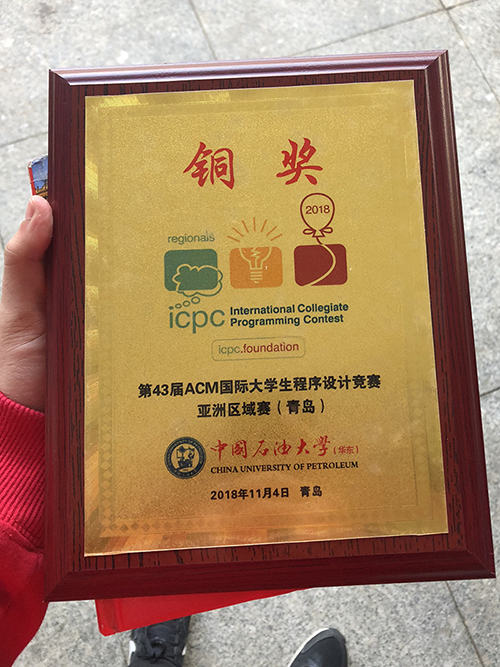 铜奖
regionals
2018
icpc International Collegiate
Programming Contest
icpc.foundation
第43届ACM国际大学生程序设计竞赛
亚洲区域赛（青岛）
中国石油大学（华东）
CHINA UNIVERSITY OF PETROLEUM
2018年11月4日 青岛